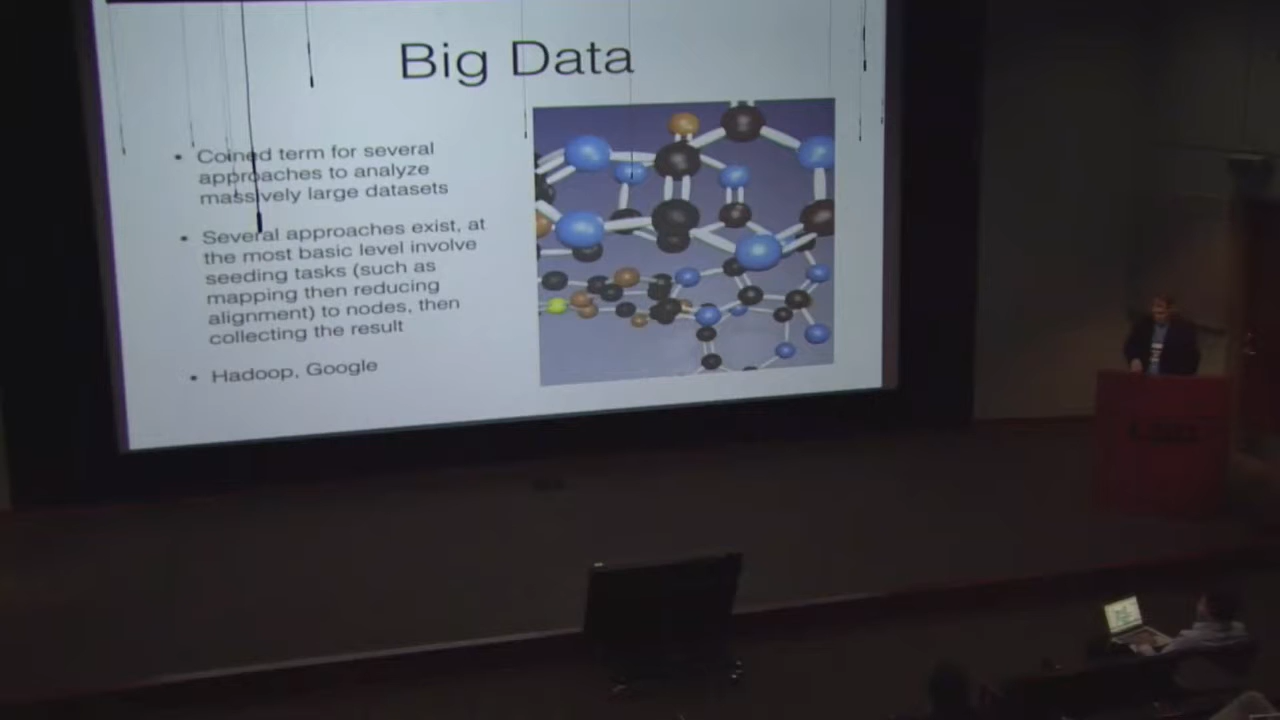 Big Data
• Coined term for several
approaches to analyze
massively large datasets
• Several approaches exist, at
the most basic level involve
seeding tasks (such as
mapping then reducing
alignment) to nodes, then
collecting the result
• Hadoop, Google